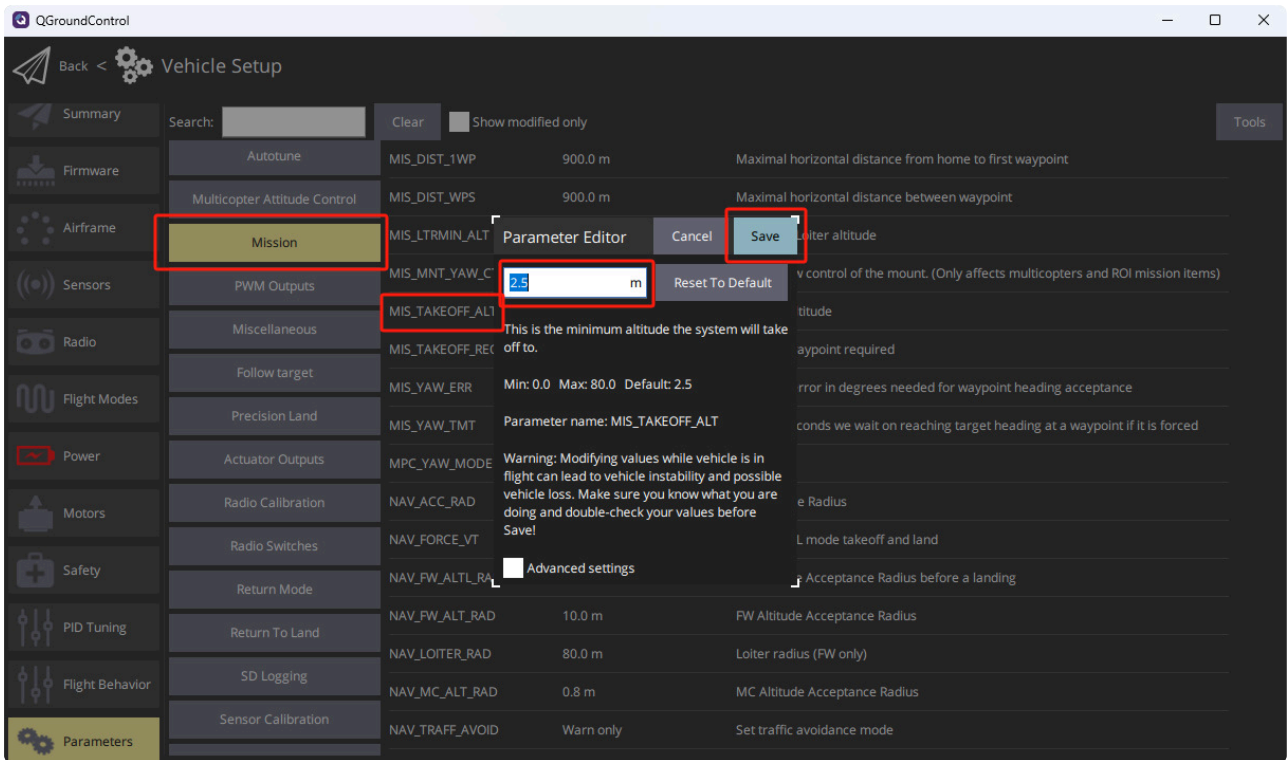 QGroundControl
Back < Vehicle Setup
Summary
Firmware
Airframe
Sensors
Radio
Flight Modes
Power
Motors
Safety
PID Tuning
Flight Behavior
Parameters
Search:
Clear
Show modified only
Tools
Autotune
Multicopter Attitude Control
Mission
PWM Outputs
Miscellaneous
Follow target
Precision Land
Actuator Outputs
Radio Calibration
Radio Switches
Return Mode
Return To Land
SD Logging
Sensor Calibration
MIS_DIST_1WP 900.0 m Maximal horizontal distance from home to first waypoint
MIS_DIST_WPS 900.0 m Maximal horizontal distance between waypoint
MIS_LTRMIN_ALT oiter altitude
MIS_MNT_YAW_C v control of the mount. (Only affects multicopters and ROI mission items)
MIS_TAKEOFF_ALT titude
MIS_TAKEOFF_REC aypoint required
MIS_YAW_ERR rror in degrees needed for waypoint heading acceptance
MIS_YAW_TMT conds we wait on reaching target heading at a waypoint if it is forced
MPC_YAW_MODE
NAV_ACC_RAD e Radius
NAV_FORCE_VT L mode takeoff and land
NAV_FW_ALTL_RA Acceptance Radius before a landing
NAV_FW_ALT_RAD 10.0 m FW Altitude Acceptance Radius
NAV_LOITER_RAD 80.0 m Loiter radius (FW only)
NAV_MC_ALT_RAD 0.8 m MC Altitude Acceptance Radius
NAV_TRAFF_AVOID Warn only Set traffic avoidance mode
Parameter Editor Cancel Save
2.5 m Reset To Default
This is the minimum altitude the system will take
off to.
Min: 0.0 Max: 80.0 Default: 2.5
Parameter name: MIS_TAKEOFF_ALT
Warning: Modifying values while vehicle is in
flight can lead to vehicle instability and possible
vehicle loss. Make sure you know what you are
doing and double-check your values before
Save!
Advanced settings